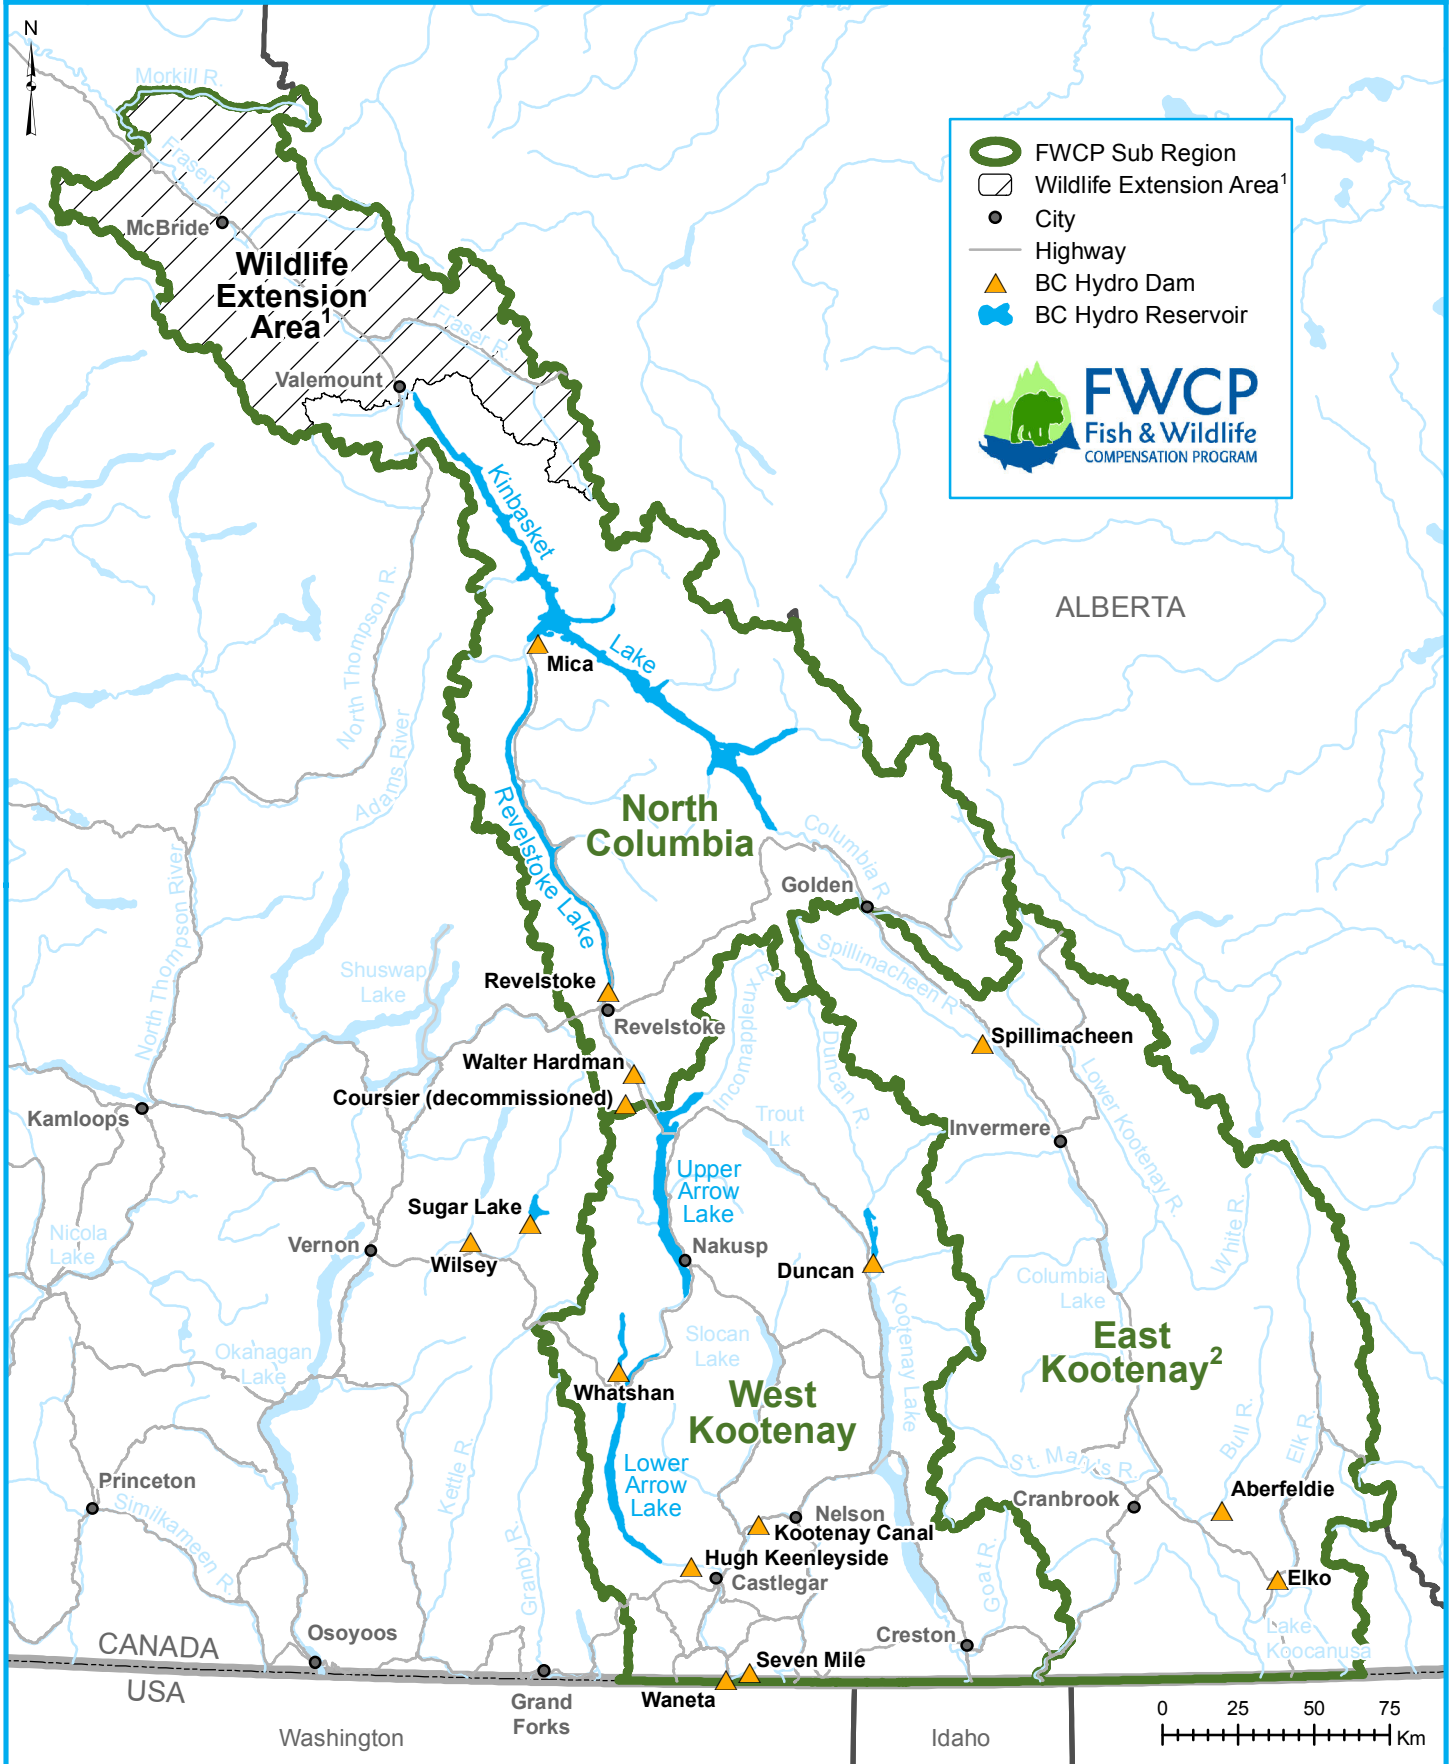 N
Morkill R.
Fraser R.
McBride
Wildlife
Extension
Area1
Fraser R.
Valemount
FWCP Sub Region
Wildlife Extension Area1
City
Highway
BC Hydro Dam
BC Hydro Reservoir
FWCP
Fish & Wildlife
COMPENSATION PROGRAM
Kinbasket
Lake
ALBERTA
North Thompson R.
Mica
Adams River
Revelstoke Lake
North
Columbia
Columbia R.
Golden
North Thompson River
Shuswap
Lake
Spillimacheen R.
Incomappleux R.
Revelstoke
Revelstoke
Duncan R.
Spillimacheen
Walter Hardman
Coursier (decommissioned)
Lower Kootenay R.
Kamloops
Trout
Lk
Invermere
Upper
Arrow
Lake
Sugar Lake
White R.
Nicola
Lake
Vernon
Wilsey
Nakusp
Duncan
Columbia
Lake
Kootenay Lake
Okanagan
Lake
Slocan
Lake
East
Kootenay2
Whatshan
West
Kootenay
Bull R.
Elk R.
Kettle R.
Lower
Arrow
Lake
St. Mary's R.
Princeton
Similkameen R.
Cranbrook
Aberfeldie
Nelson
Kootenay Canal
Granby R.
Hugh Keenleyside
Castlegar
Goat R.
Elko
Osoyoos
Creston
Lake
Koocanusa
CANADA
USA
Seven Mile
Waneta
Grand
Forks
Washington
Idaho
0 25 50 75
Km